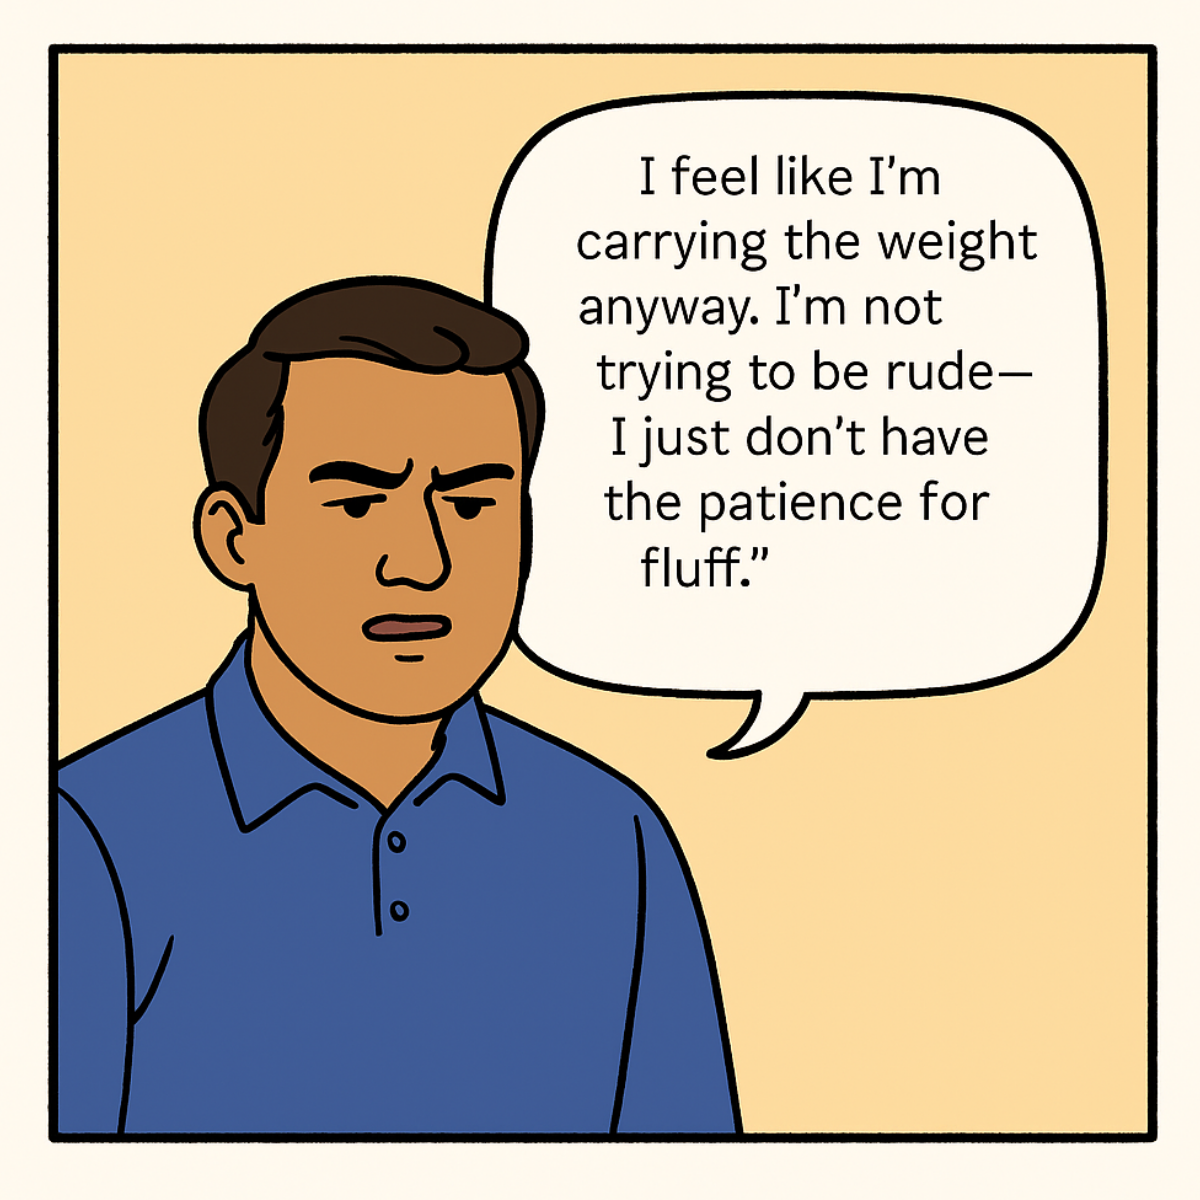 I feel like I’m
carrying the weight
anyway. I’m not
trying to be rude—
I just don’t have
the patience for
fluff.”